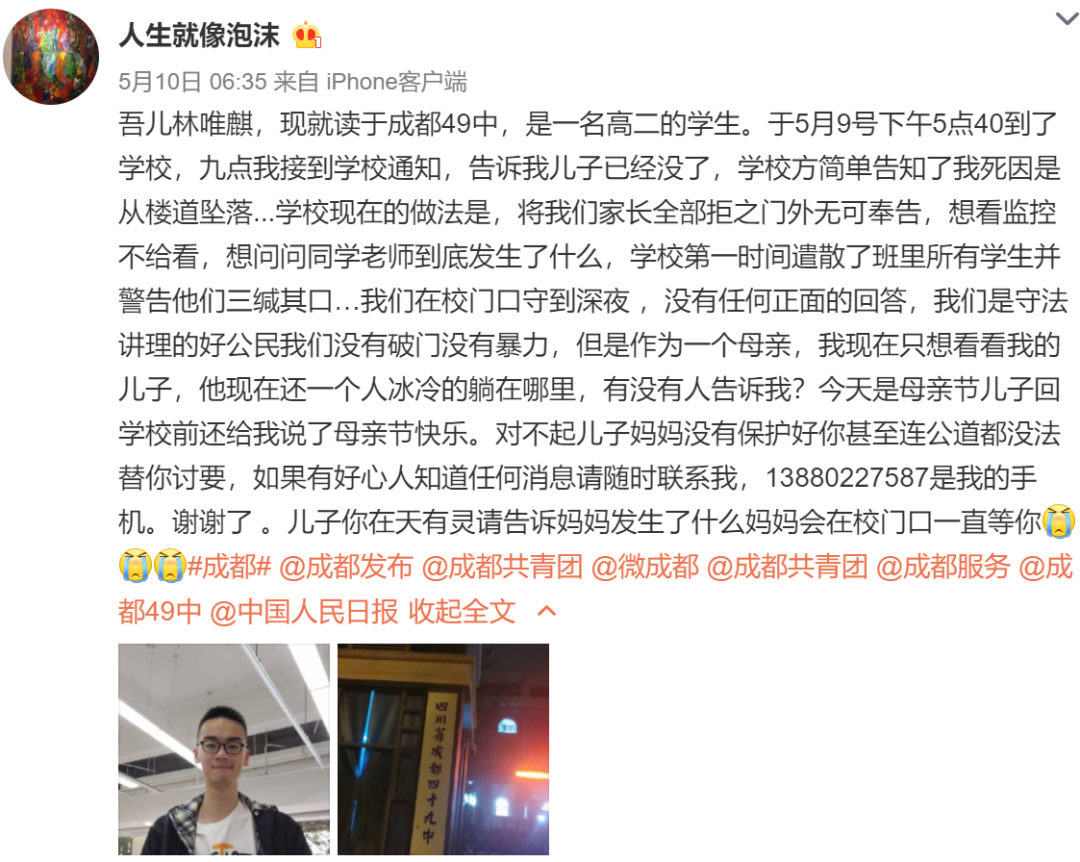 人生就像泡沫
5月10日 06:35 来自 iPhone客户端
吾儿林唯麒，现就读于成都49中，是一名高二的学生。于5月9号下午5点40到了
学校，九点我接到学校通知，告诉我儿子已经没了，学校方简单告知了我死因是
从楼道坠落...学校现在的做法是，将我们家长全部拒之门外无可奉告，想看监控
不给看，想问问同学老师到底发生了什么，学校第一时间遣散了班里所有学生并
警告他们三缄其口…我们在校门口守到深夜 ，没有任何正面的回答，我们是守法
讲理的好公民我们没有破门没有暴力，但是作为一个母亲，我现在只想看看我的
儿子，他现在还一个人冰冷的躺在哪里，有没有人告诉我？今天是母亲节儿子回
学校前还给我说了母亲节快乐。对不起儿子妈妈没有保护好你甚至连公道都没法
替你讨要，如果有好心人知道任何消息请随时联系我，13880227587是我的手
机。谢谢了 。儿子你在天有灵请告诉妈妈发生了什么妈妈会在校门口一直等你😭
😭😭#成都# @成都发布 @成都共青团 @微成都 @成都共青团 @成都服务 @成
都49中 @中国人民日报 收起全文
四川省成都四十九中